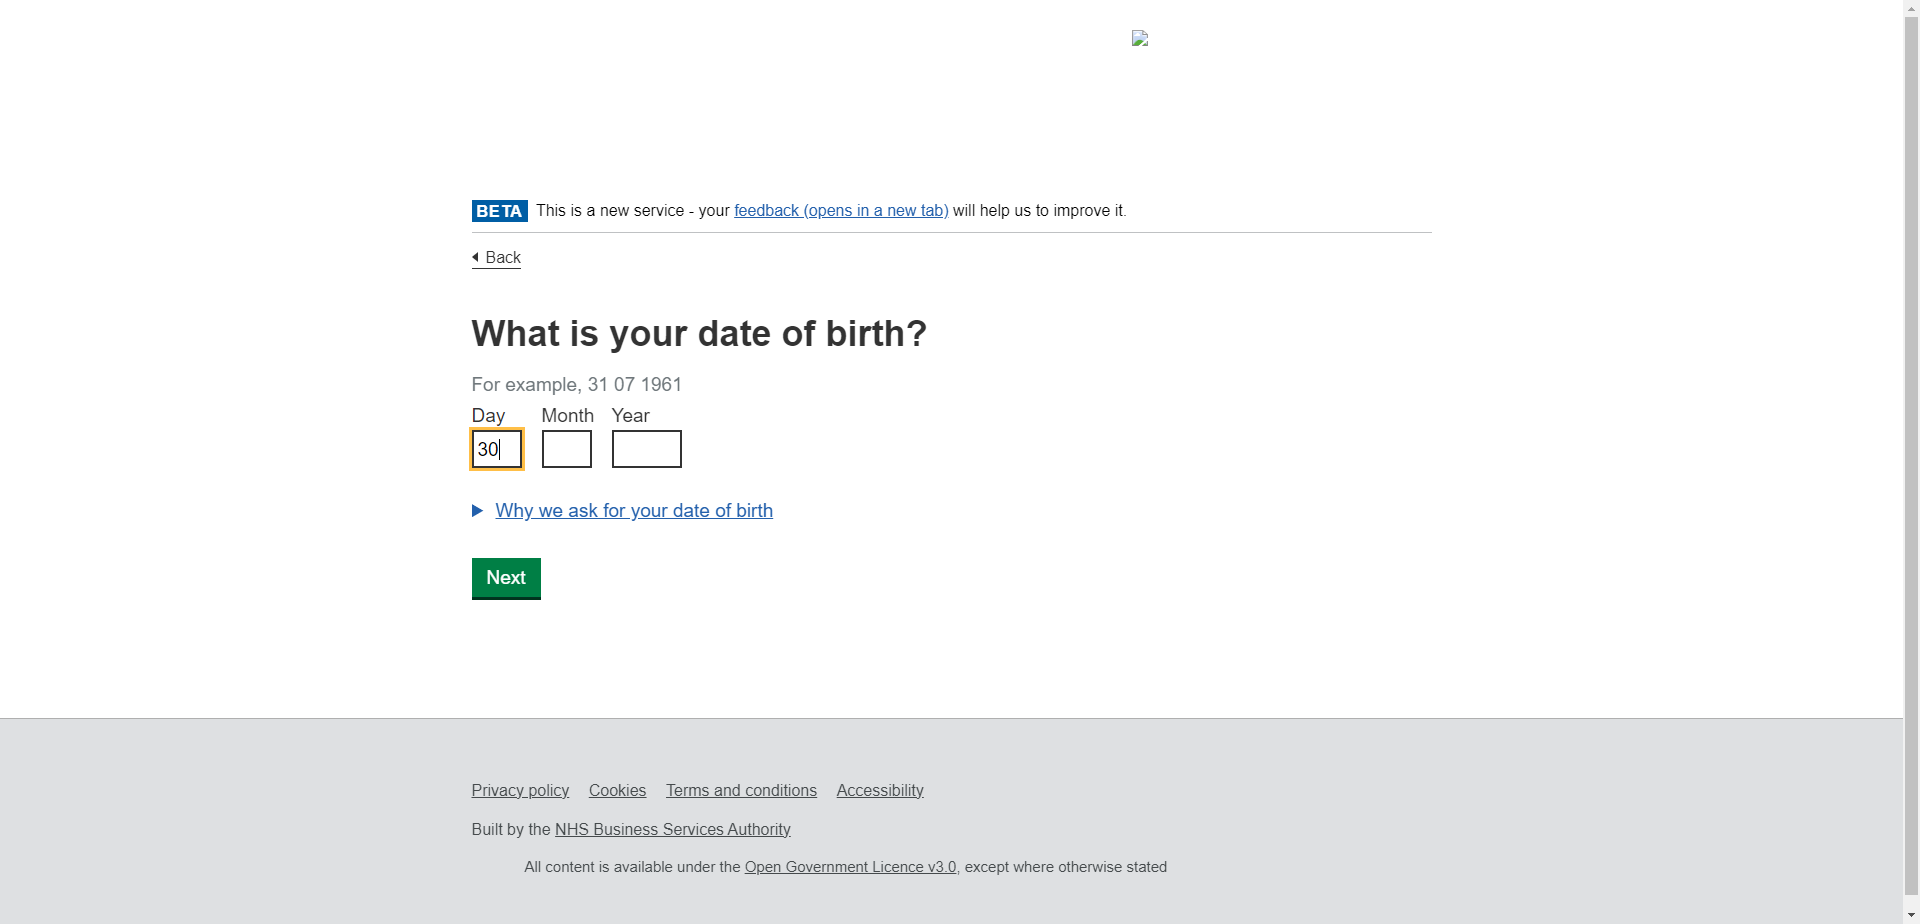 BETA This is a new service - your feedback (opens in a new tab) will help us to improve it.
Back
What is your date of birth?
For example, 31 07 1961
Day Month Year
30
Why we ask for your date of birth
Next
Privacy policy Cookies Terms and conditions Accessibility
Built by the NHS Business Services Authority
All content is available under the Open Government Licence v3.0, except where otherwise stated